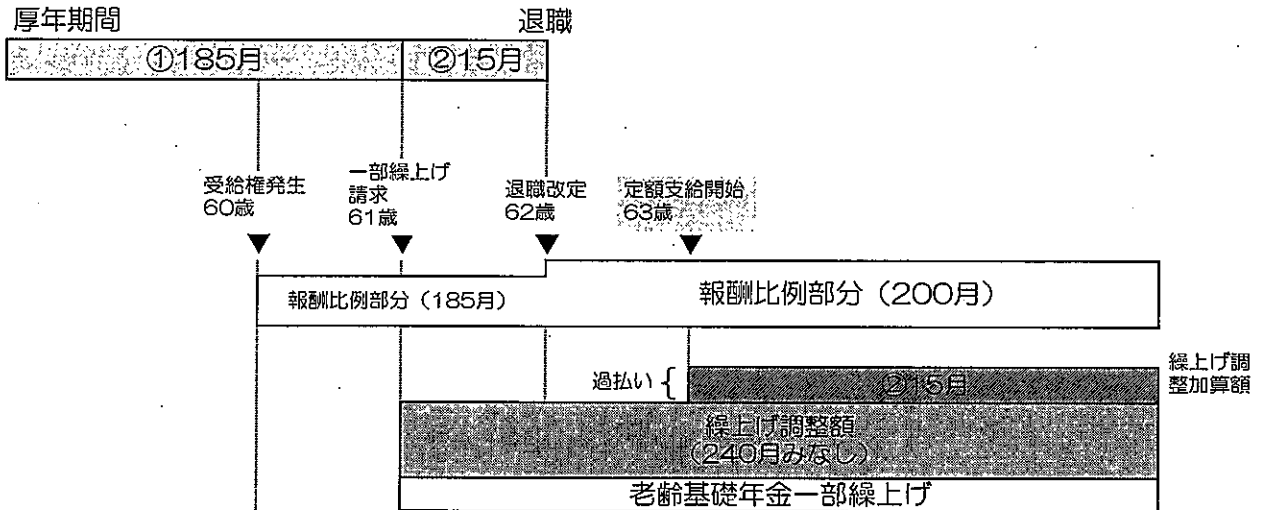 厚年期間
退職
①185月
②15月
受給権発生
60歳
一部繰上げ
請求
61歳
退職改定
62歳
定額支給開始
63歳
報酬比例部分（185月）
報酬比例部分（200月）
過払い {
②15月
繰上げ調
整加算額
繰上げ調整額
（240月みなし）
老齢基礎年金一部繰上げ